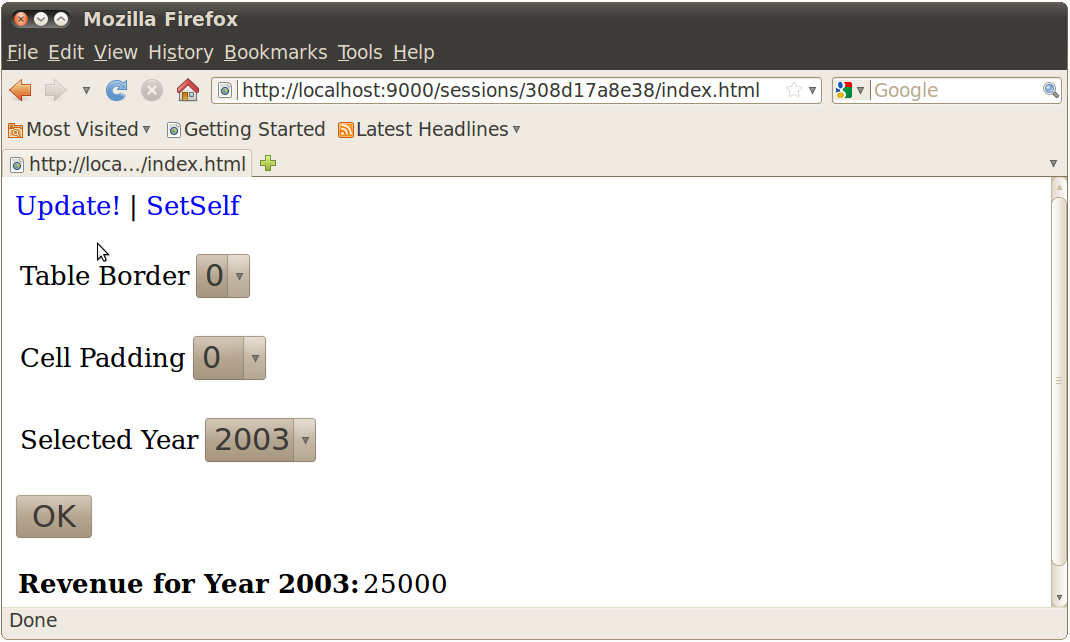 Mozilla Firefox
File Edit View History Bookmarks Tools Help
http://localhost:9000/sessions/308d17a8e38/index.html Google
Most Visited Getting Started Latest Headlines
http://loca.../index.html
Update! | SetSelf
Table Border 0
Cell Padding 0
Selected Year 2003
OK
Revenue for Year 2003: 25000
Done